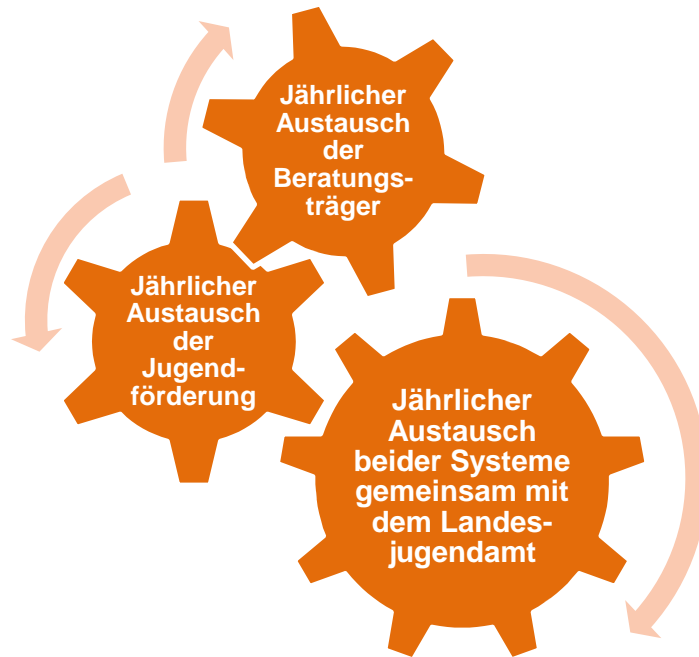 Jährlicher
Austausch
der
Beratungs-
träger
Jährlicher
Austausch
der
Jugend-
förderung
Jährlicher
Austausch
beider Systeme
gemeinsam mit
dem Landes-
jugendamt